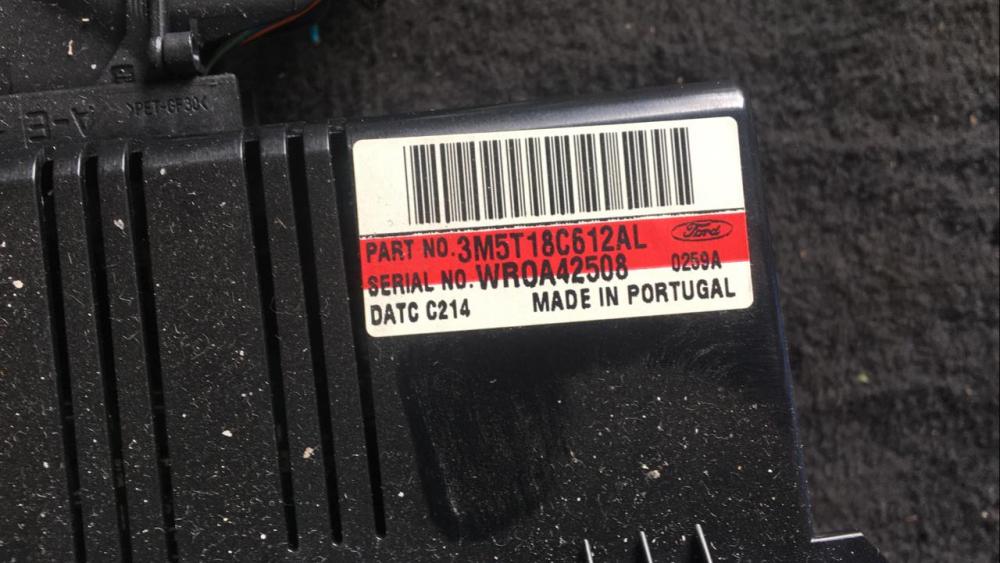 >PET-GF30<
A-E
PART NO. 3M5T18C612AL Ford
SERIAL NO. WR0A42508 0259A
DATC C214 MADE IN PORTUGAL